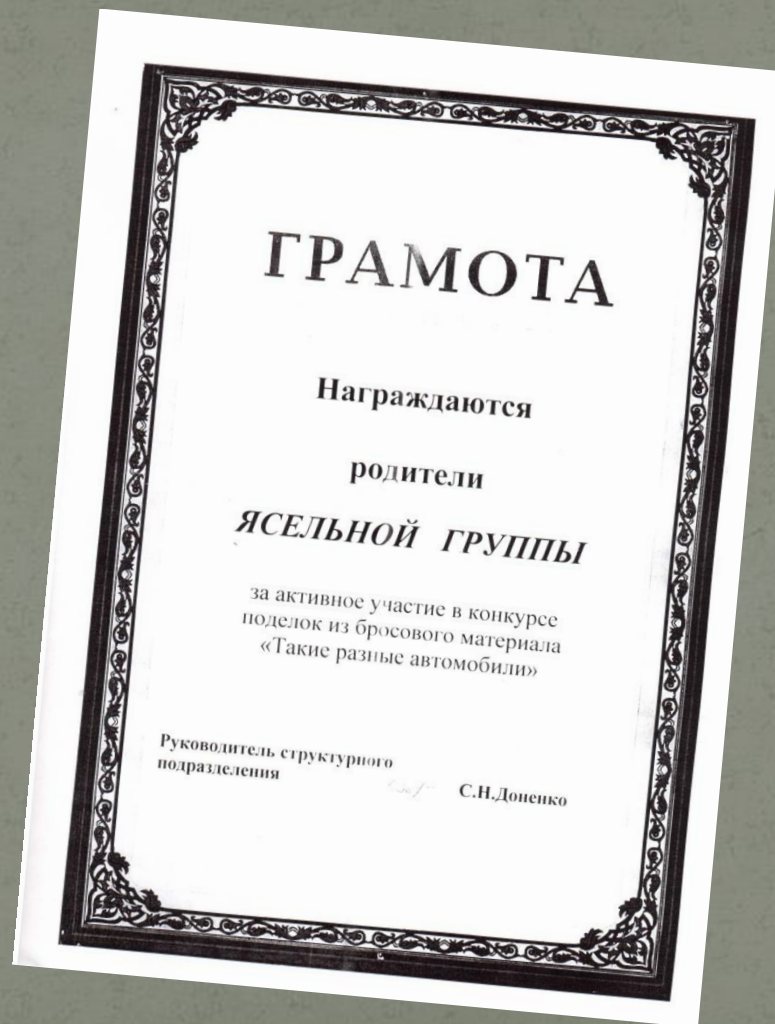 ГРАМОТА
Награждаются
родители
ЯСЕЛЬНОЙ ГРУППЫ
за активное участие в конкурсе
поделок из бросового материала
«Такие разные автомобили»
Руководитель структурного
подразделения
С.Н.Доненко